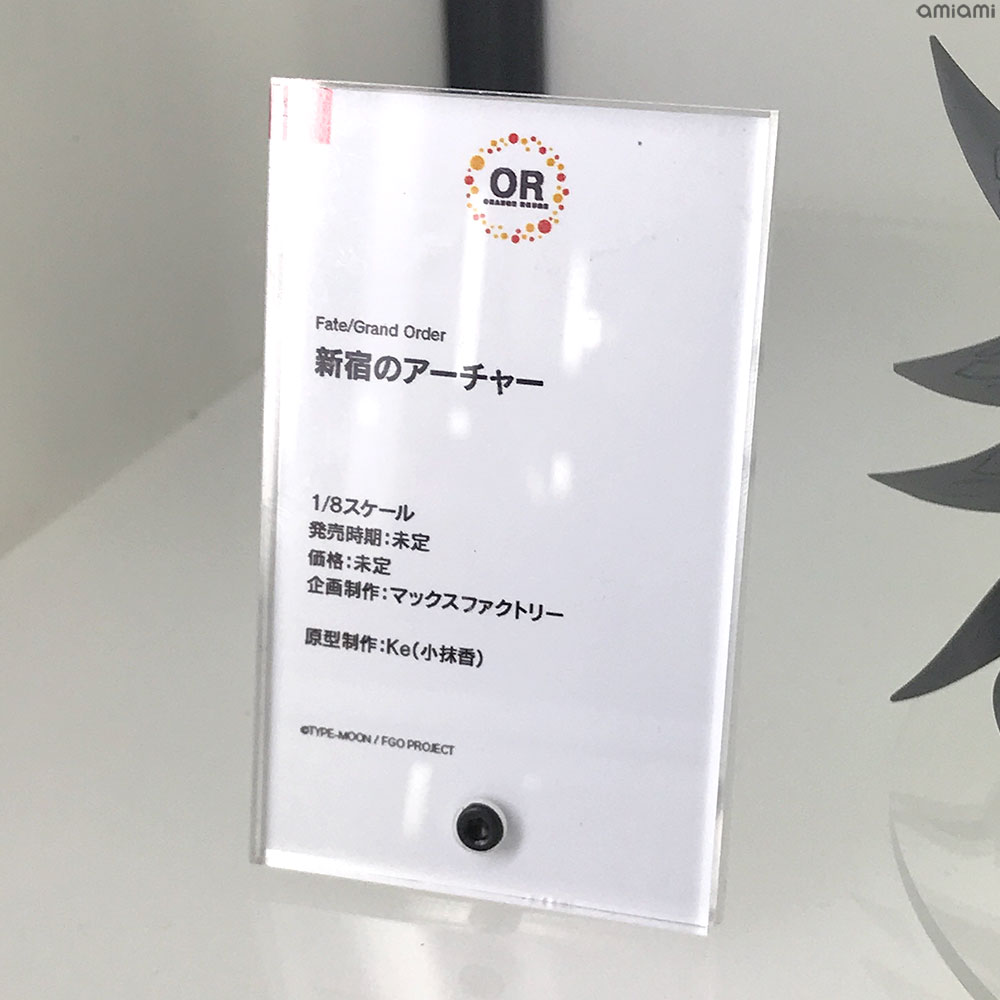 amiami
OR
ORANGE ROUGE
Fate/Grand Order
新宿のアーチャー
1/8スケール
発売時期：未定
価格：未定
企画制作：マックスファクトリー
原型制作：Ke（小抹香）
©TYPE-MOON / FGO PROJECT